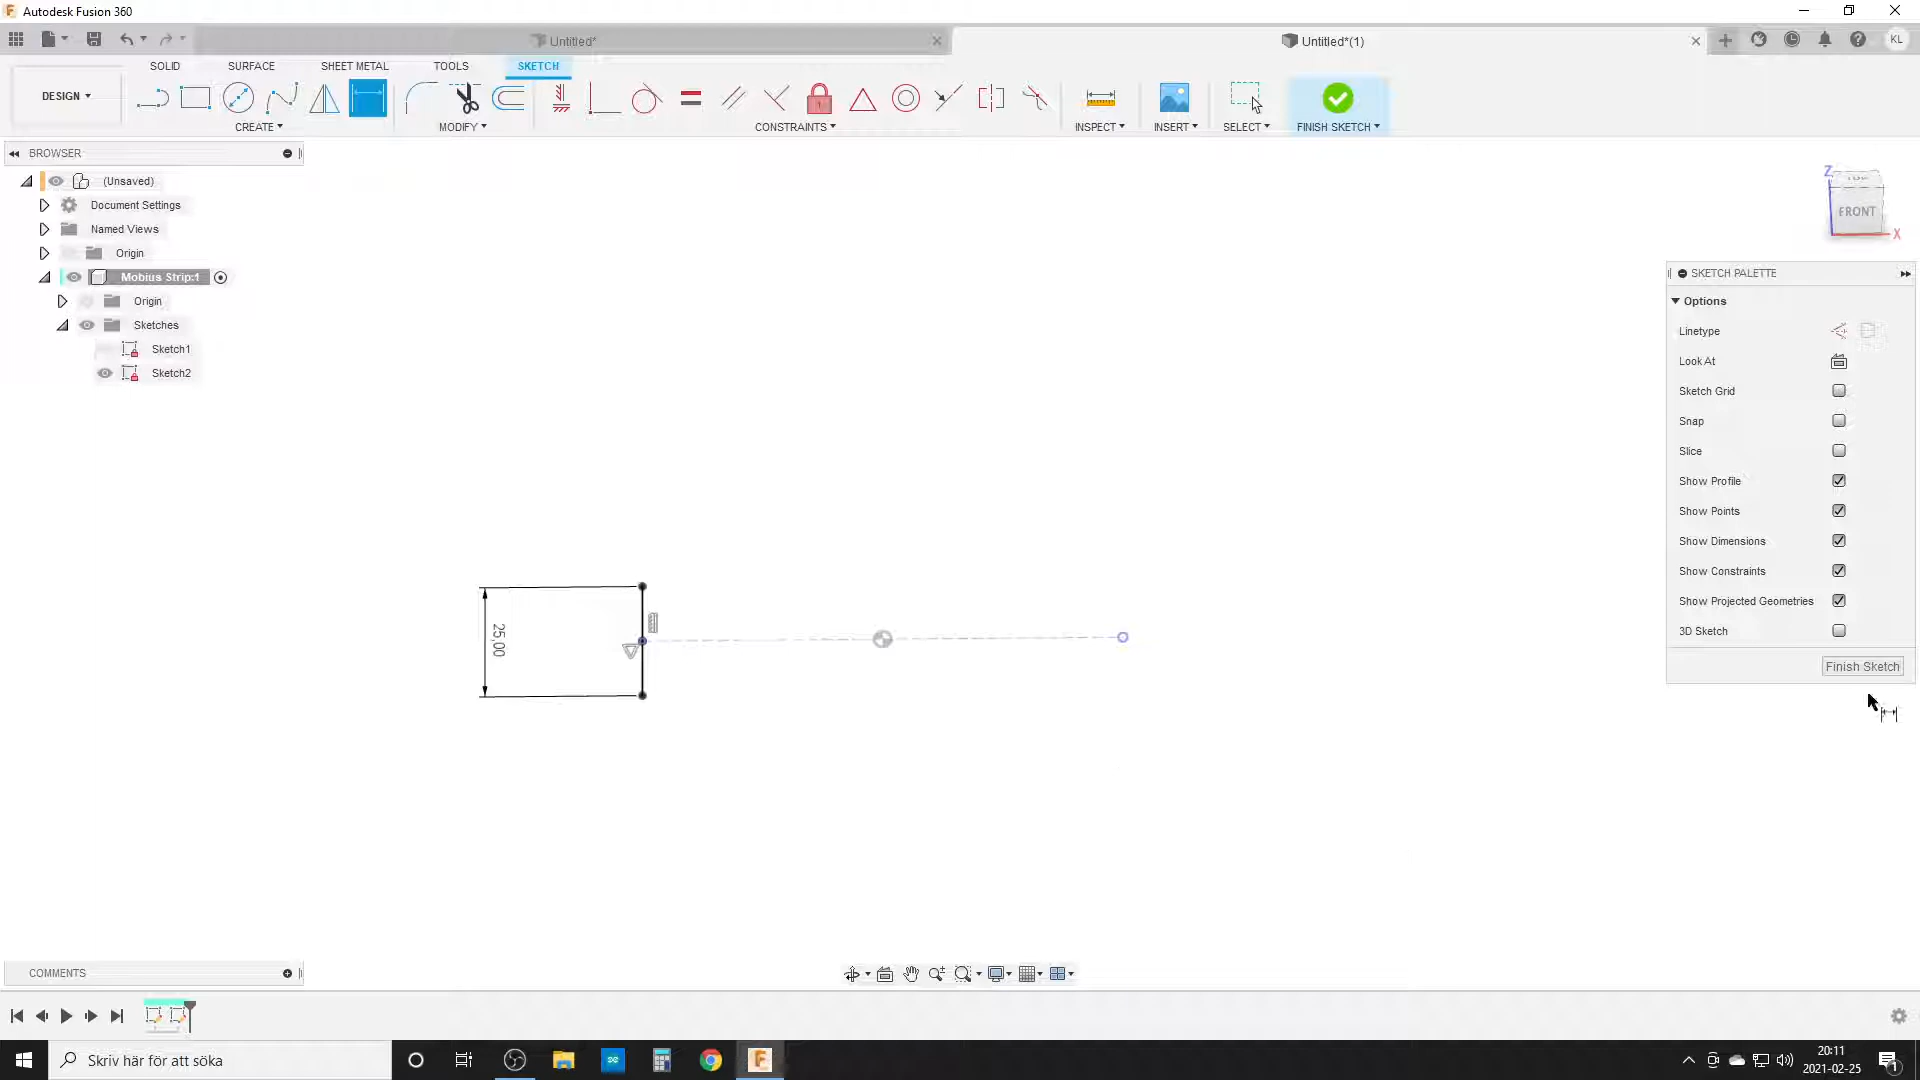 Autodesk Fusion 360
Untitled*
Untitled*(1)
KL
SOLID
SURFACE
SHEET METAL
TOOLS
SKETCH
DESIGN
CREATE
MODIFY
CONSTRAINTS
INSPECT
INSERT
SELECT
FINISH SKETCH
BROWSER
(Unsaved)
Document Settings
Named Views
Origin
Mobius Strip:1
Origin
Sketches
Sketch1
Sketch2
Z
TOP
FRONT
X
SKETCH PALETTE
Options
Linetype
Look At
Sketch Grid
Snap
Slice
Show Profile
Show Points
Show Dimensions
Show Constraints
Show Projected Geometries
3D Sketch
Finish Sketch
25,00
COMMENTS
Skriv här för att söka
20:11
2021-02-25
1